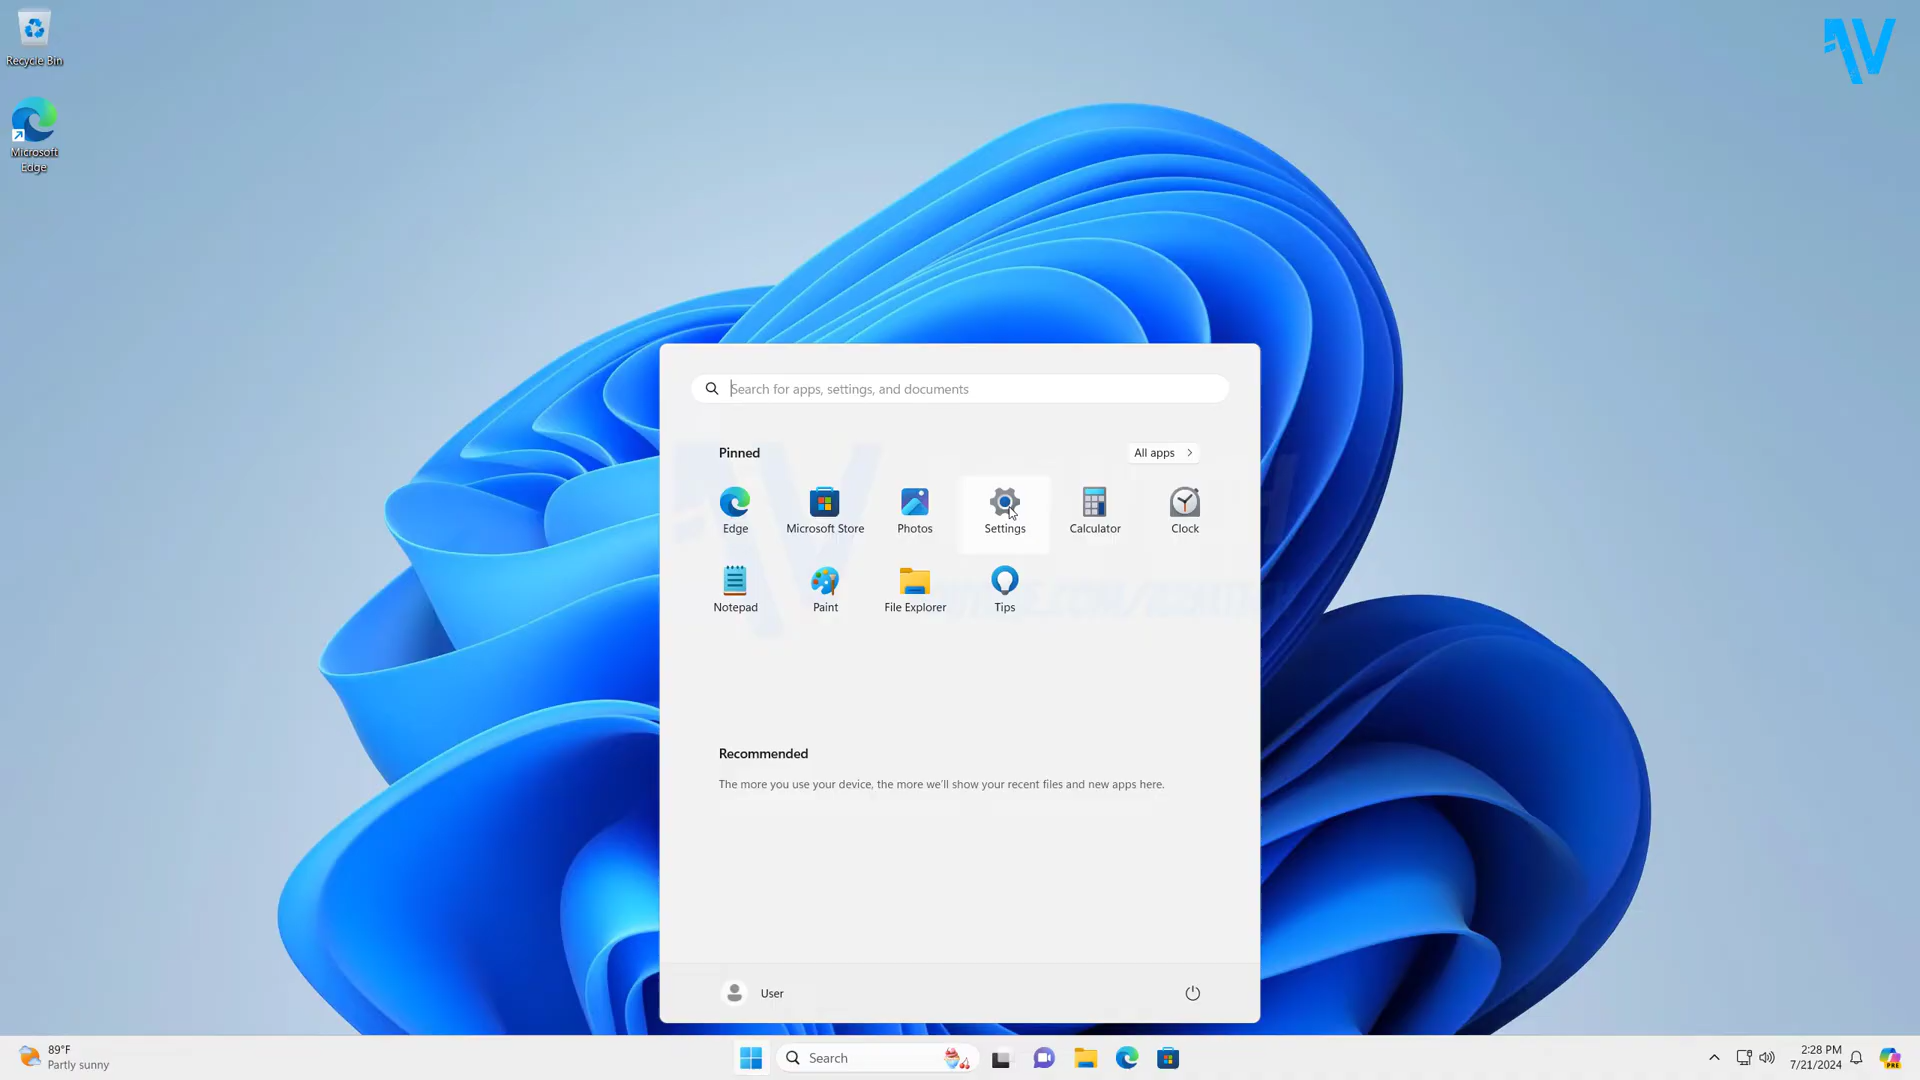 Recycle Bin
Microsoft
Edge
Search for apps, settings, and documents
Pinned
All apps
Edge
Microsoft Store
Photos
Settings
Calculator
Clock
Notepad
Paint
File Explorer
Tips
Recommended
The more you use your device, the more we'll show your recent files and new apps here.
User
89°F
Partly sunny
Search
2:28 PM
7/21/2024
PRE